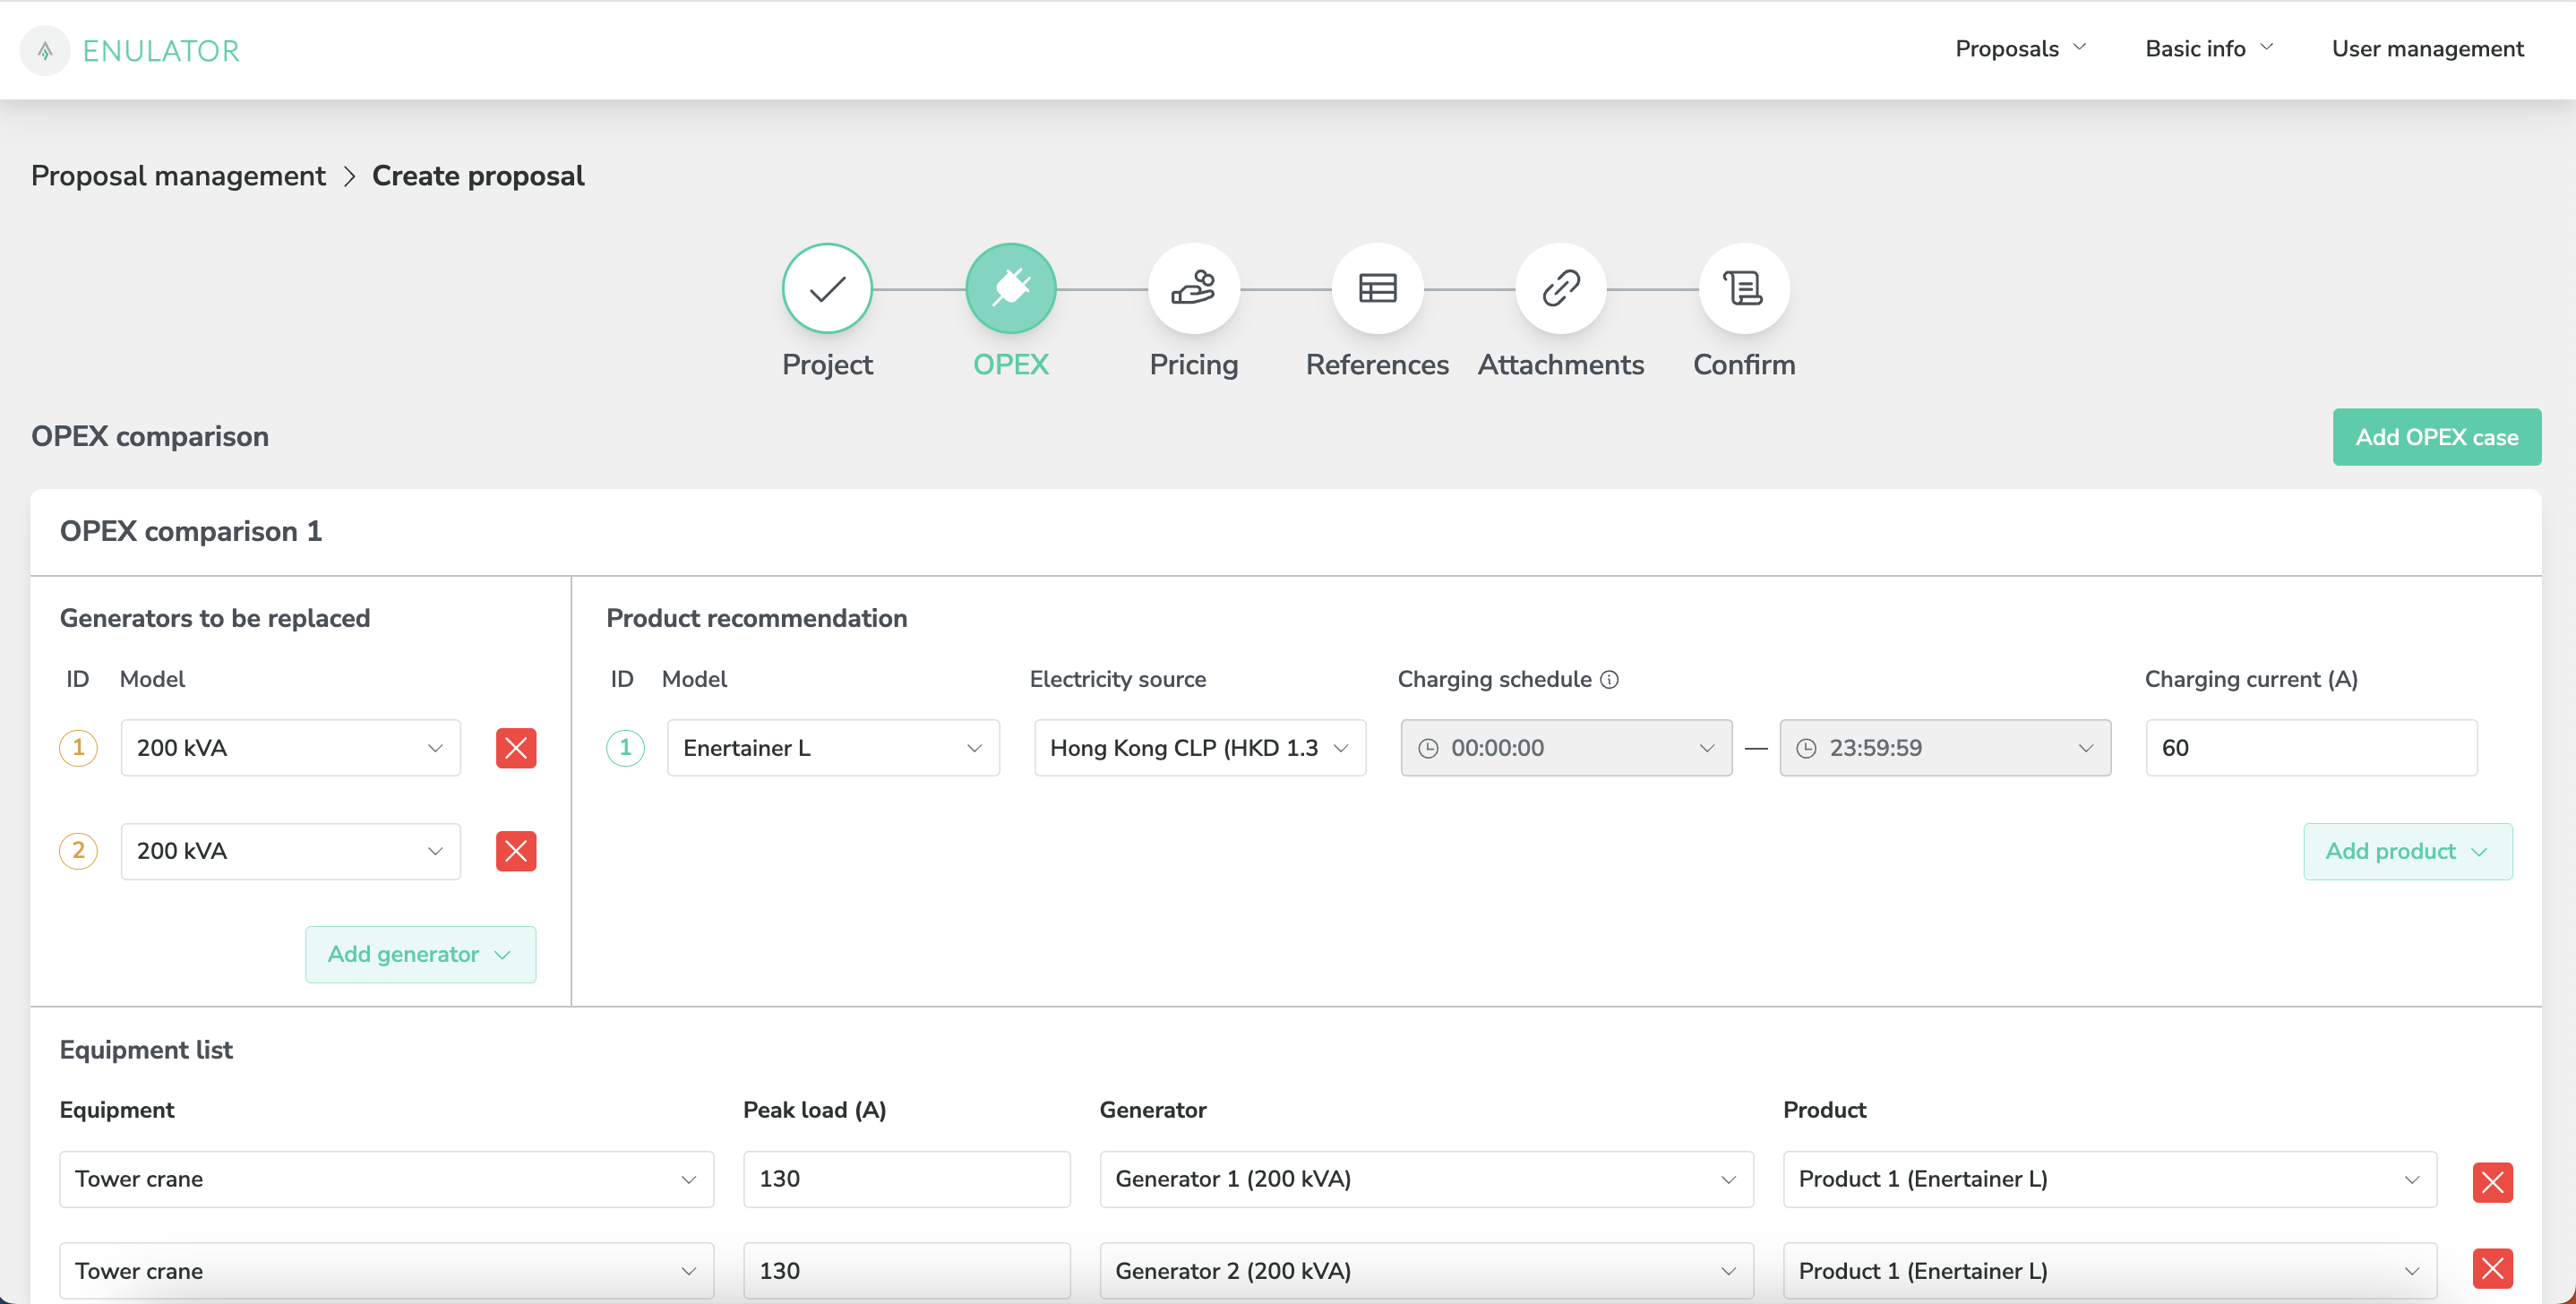 ENULATOR
Proposals
Basic info
User management
Proposal management > Create proposal
Project
OPEX
Pricing
References
Attachments
Confirm
OPEX comparison
Add OPEX case
OPEX comparison 1
Generators to be replaced
ID Model
1 200 kVA
2 200 kVA
Add generator
Product recommendation
ID Model Electricity source Charging schedule Charging current (A)
1 Enertainer L Hong Kong CLP (HKD 1.3 00:00:00 — 23:59:59 60
Add product
Equipment list
Equipment Peak load (A) Generator Product
Tower crane 130 Generator 1 (200 kVA) Product 1 (Enertainer L)
Tower crane 130 Generator 2 (200 kVA) Product 1 (Enertainer L)